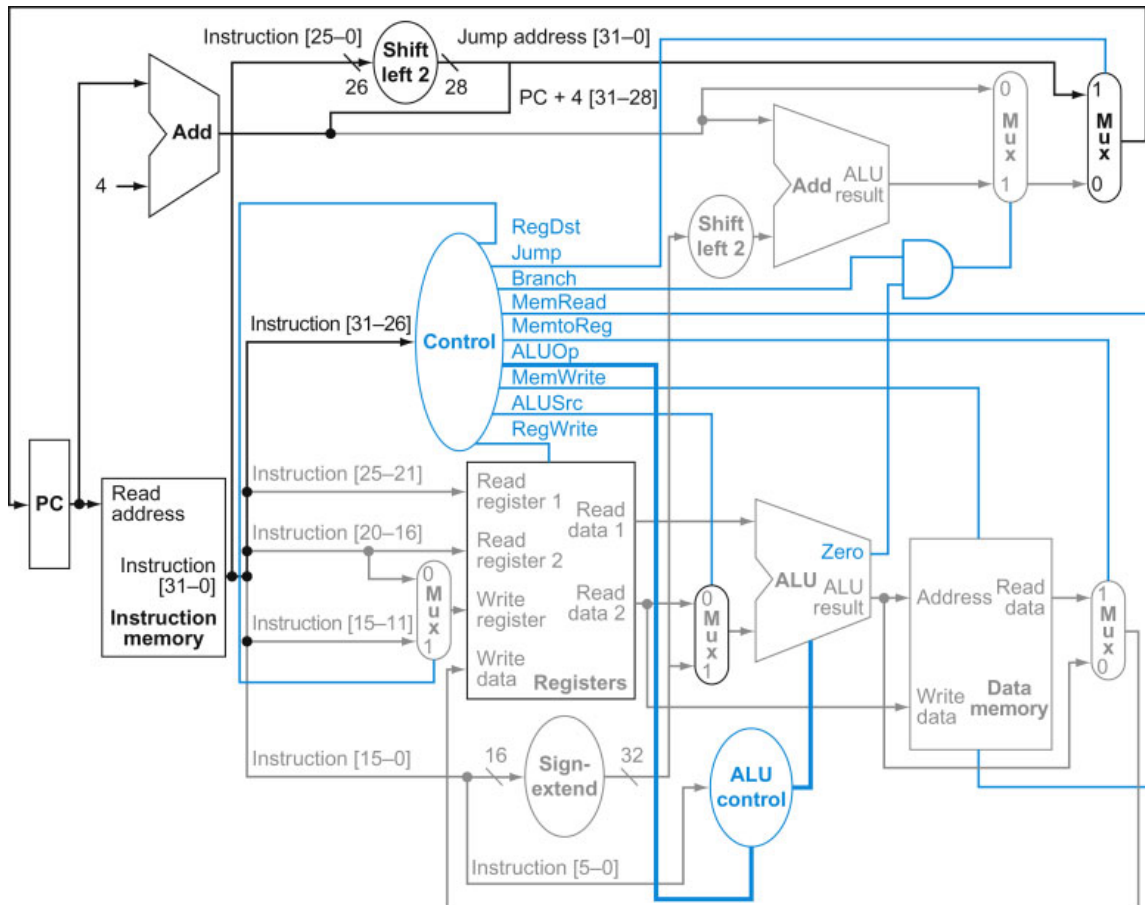 Instruction [25–0]
Shift
left 2
26
28
Jump address [31–0]
PC + 4 [31–28]
Add
4
0
M
u
x
1
1
M
u
x
0
Add
ALU
result
Shift
left 2
RegDst
Jump
Branch
MemRead
MemtoReg
ALUOp
MemWrite
ALUSrc
RegWrite
Instruction [31–26]
Control
PC
Read
address
Instruction
[31–0]
Instruction
memory
Instruction [25–21]
Instruction [20–16]
Instruction [15–11]
0
M
u
x
1
Read
register 1
Read
register 2
Write
register
Write
data
Read
data 1
Read
data 2
Registers
0
M
u
x
1
Zero
ALU
ALU
result
Address
Read
data
Write
data
Data
memory
1
M
u
x
0
Instruction [15–0]
16
Sign-
extend
32
ALU
control
Instruction [5–0]